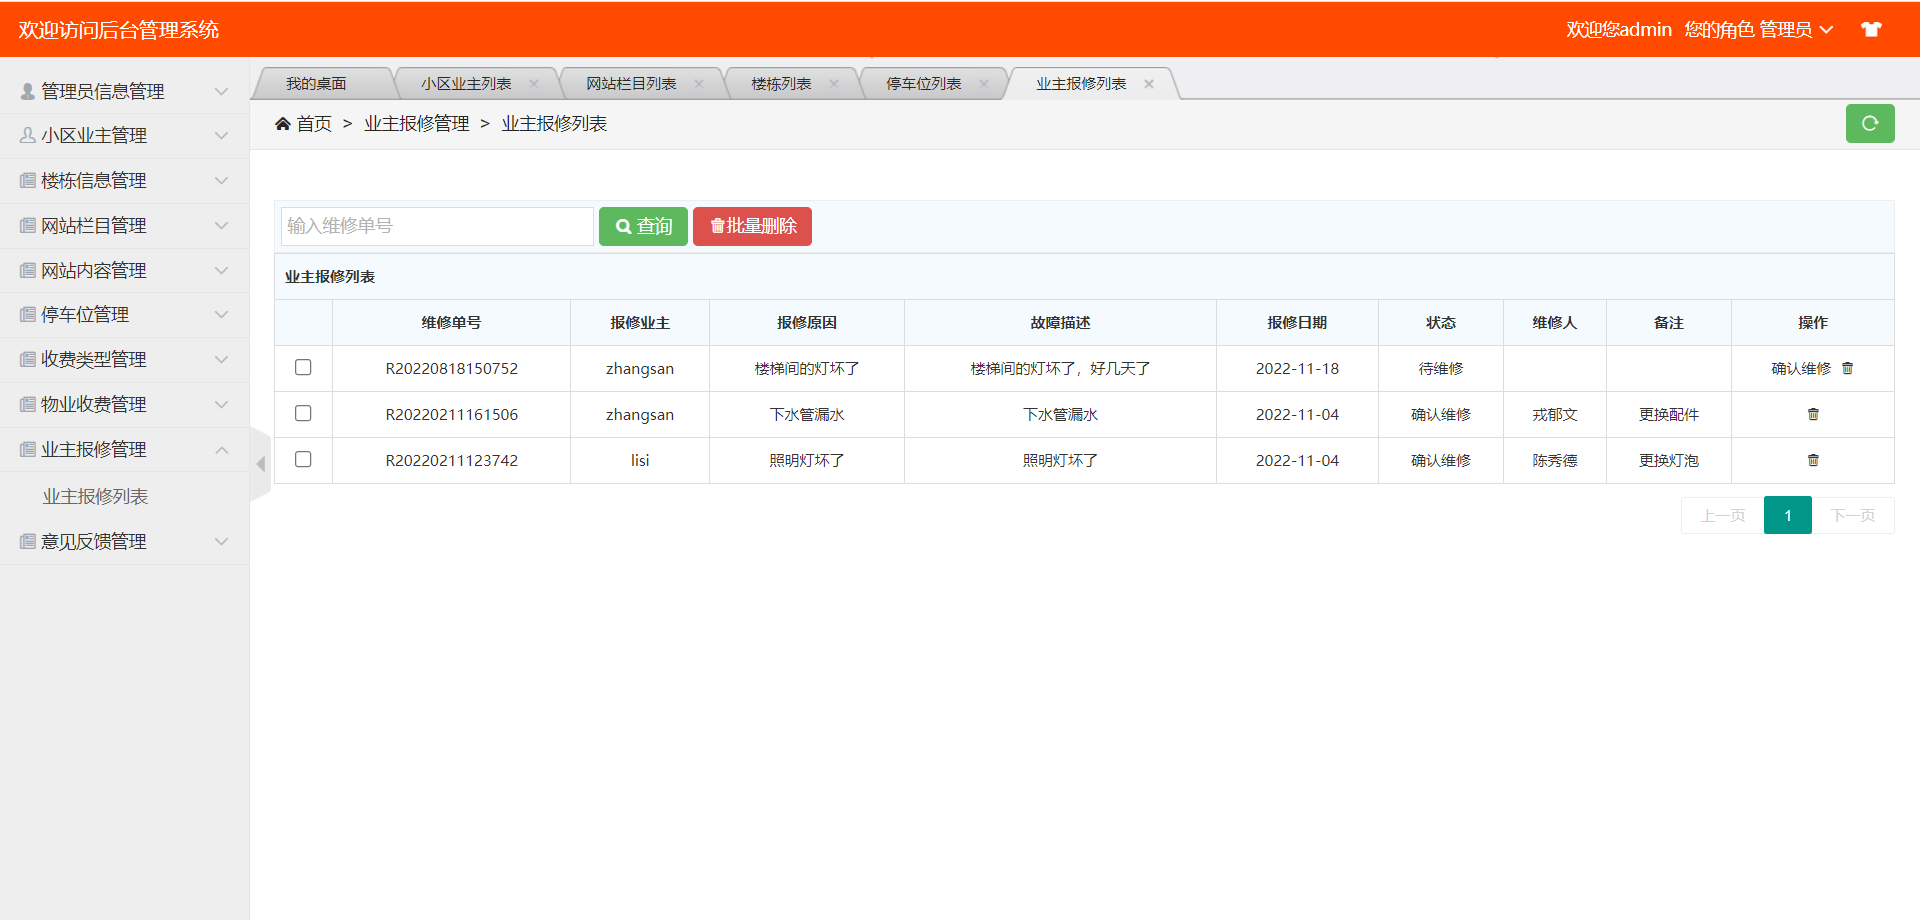 欢迎访问后台管理系统
欢迎您admin 您的角色 管理员
管理员信息管理
小区业主管理
楼栋信息管理
网站栏目管理
网站内容管理
停车位管理
收费类型管理
物业收费管理
业主报修管理
业主报修列表
意见反馈管理
我的桌面 小区业主列表 网站栏目列表 楼栋列表 停车位列表 业主报修列表
首页 > 业主报修管理 > 业主报修列表
输入维修单号 查询 批量删除
业主报修列表
维修单号 报修业主 报修原因 故障描述 报修日期 状态 维修人 备注 操作
R20220818150752 zhangsan 楼梯间的灯坏了 楼梯间的灯坏了，好几天了 2022-11-18 待维修 确认维修
R20220211161506 zhangsan 下水管漏水 下水管漏水 2022-11-04 确认维修 戎郁文 更换配件
R20220211123742 lisi 照明灯坏了 照明灯坏了 2022-11-04 确认维修 陈秀德 更换灯泡
上一页 1 下一页